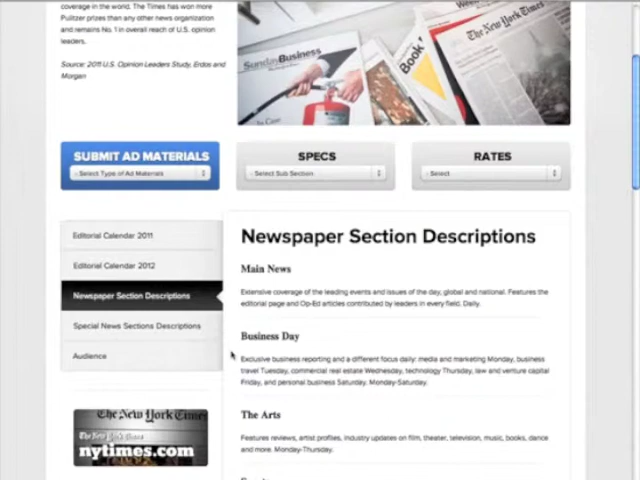 coverage in the world. The Times has won more
Pulitzer prizes than any other news organization
and remains No. 1 in overall reach of U.S. opinion
leaders.
Source: 2011 U.S. Opinion Leaders Study, Erdos and
Morgan
SundayBusiness
Book
The New York Times
SUBMIT AD MATERIALS
- Select Type of Ad Materials
SPECS
- Select Sub Section
RATES
- Select
Editorial Calendar 2011
Editorial Calendar 2012
Newspaper Section Descriptions
Special News Sections Descriptions
Audience
The New York Times
The New York Times
nytimes.com
Newspaper Section Descriptions
Main News
Extensive coverage of the leading events and issues of the day, global and national. Features the
editorial page and Op-Ed articles contributed by leaders in every field. Daily.
Business Day
Exclusive business reporting and a different focus daily: media and marketing Monday, business
travel Tuesday, commercial real estate Wednesday, technology Thursday, law and venture capital
Friday, and personal business Saturday. Monday-Saturday.
The Arts
Features reviews, artist profiles, industry updates on film, theater, television, music, books, dance
and more. Monday-Thursday.